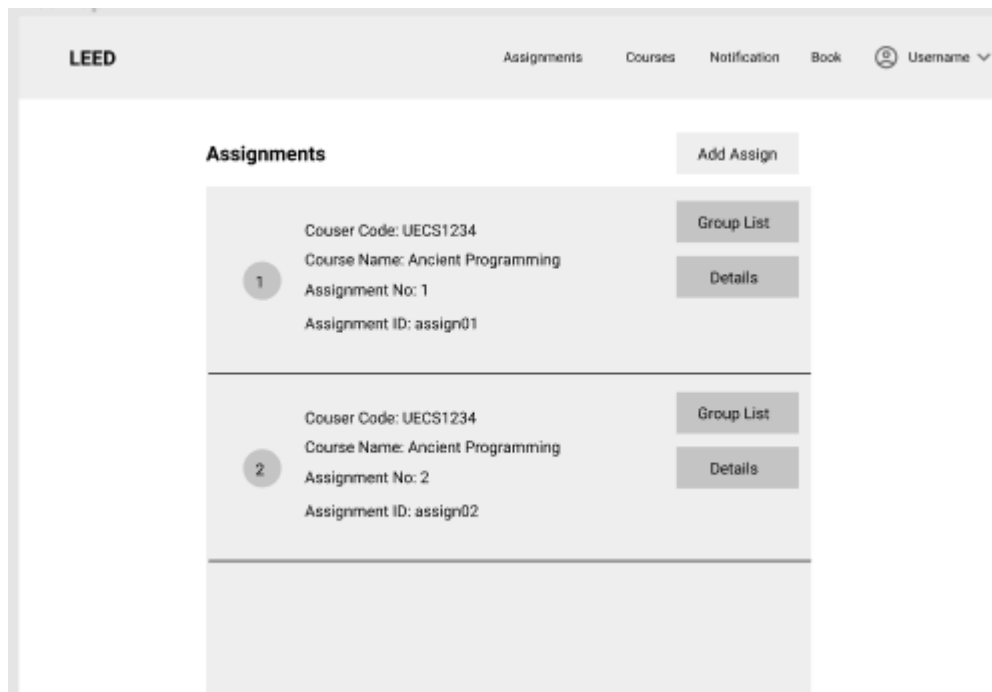 LEED Assignments Courses Notification Book Username
Assignments Add Assign
Couser Code: UECS1234 Group List
Course Name: Ancient Programming
1 Details
Assignment No: 1
Assignment ID: assign01
Couser Code: UECS1234 Group List
Course Name: Ancient Programming
2 Details
Assignment No: 2
Assignment ID: assign02